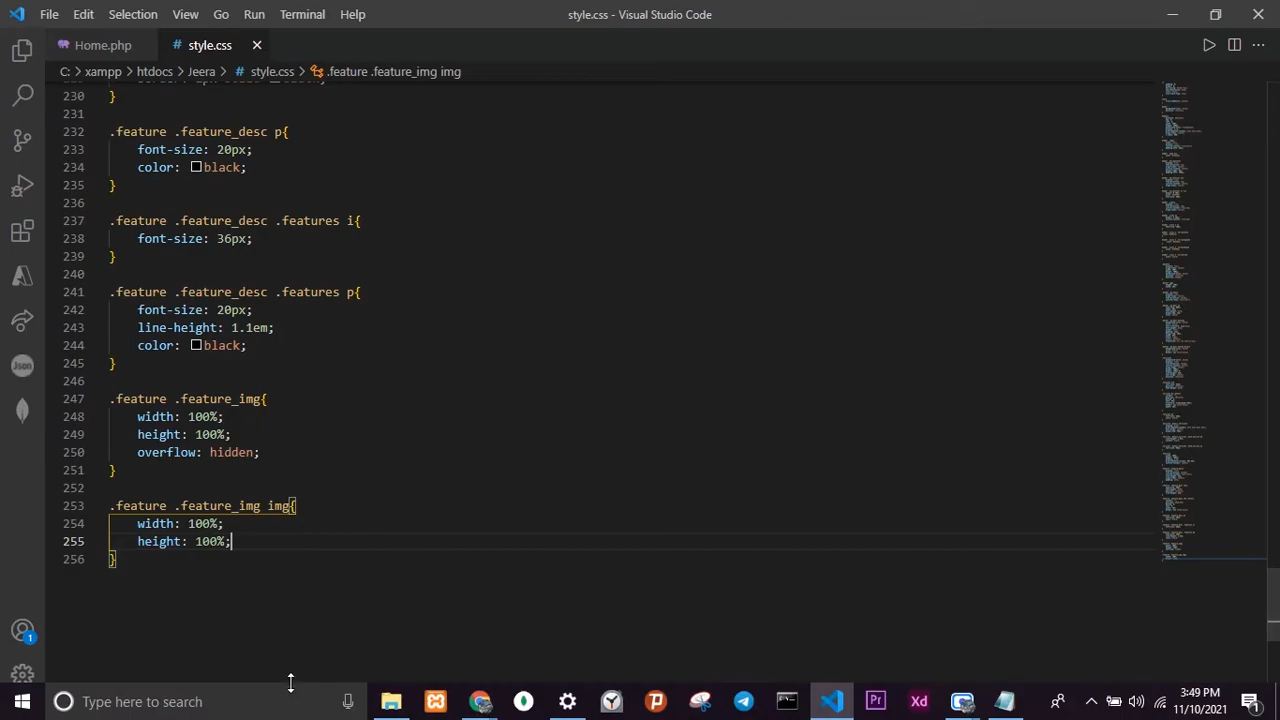 File Edit Selection View Go Run Terminal Help
style.css - Visual Studio Code
Home.php
# style.css
C: > xampp > htdocs > Jeera > # style.css > .feature .feature_img img
230 }
231
232 .feature .feature_desc p{
233 font-size: 20px;
234 color: black;
235 }
236
237 .feature .feature_desc .features i{
238 font-size: 36px;
239 }
240
241 .feature .feature_desc .features p{
242 font-size: 20px;
243 line-height: 1.1em;
244 color: black;
245 }
246
247 .feature .feature_img{
248 width: 100%;
249 height: 100%;
250 overflow: hidden;
251 }
252
253 .feature .feature_img img{
254 width: 100%;
255 height: 100%;
256 }
Json
1
Type here to search
Pr
Xd
3:49 PM
11/10/2021
1